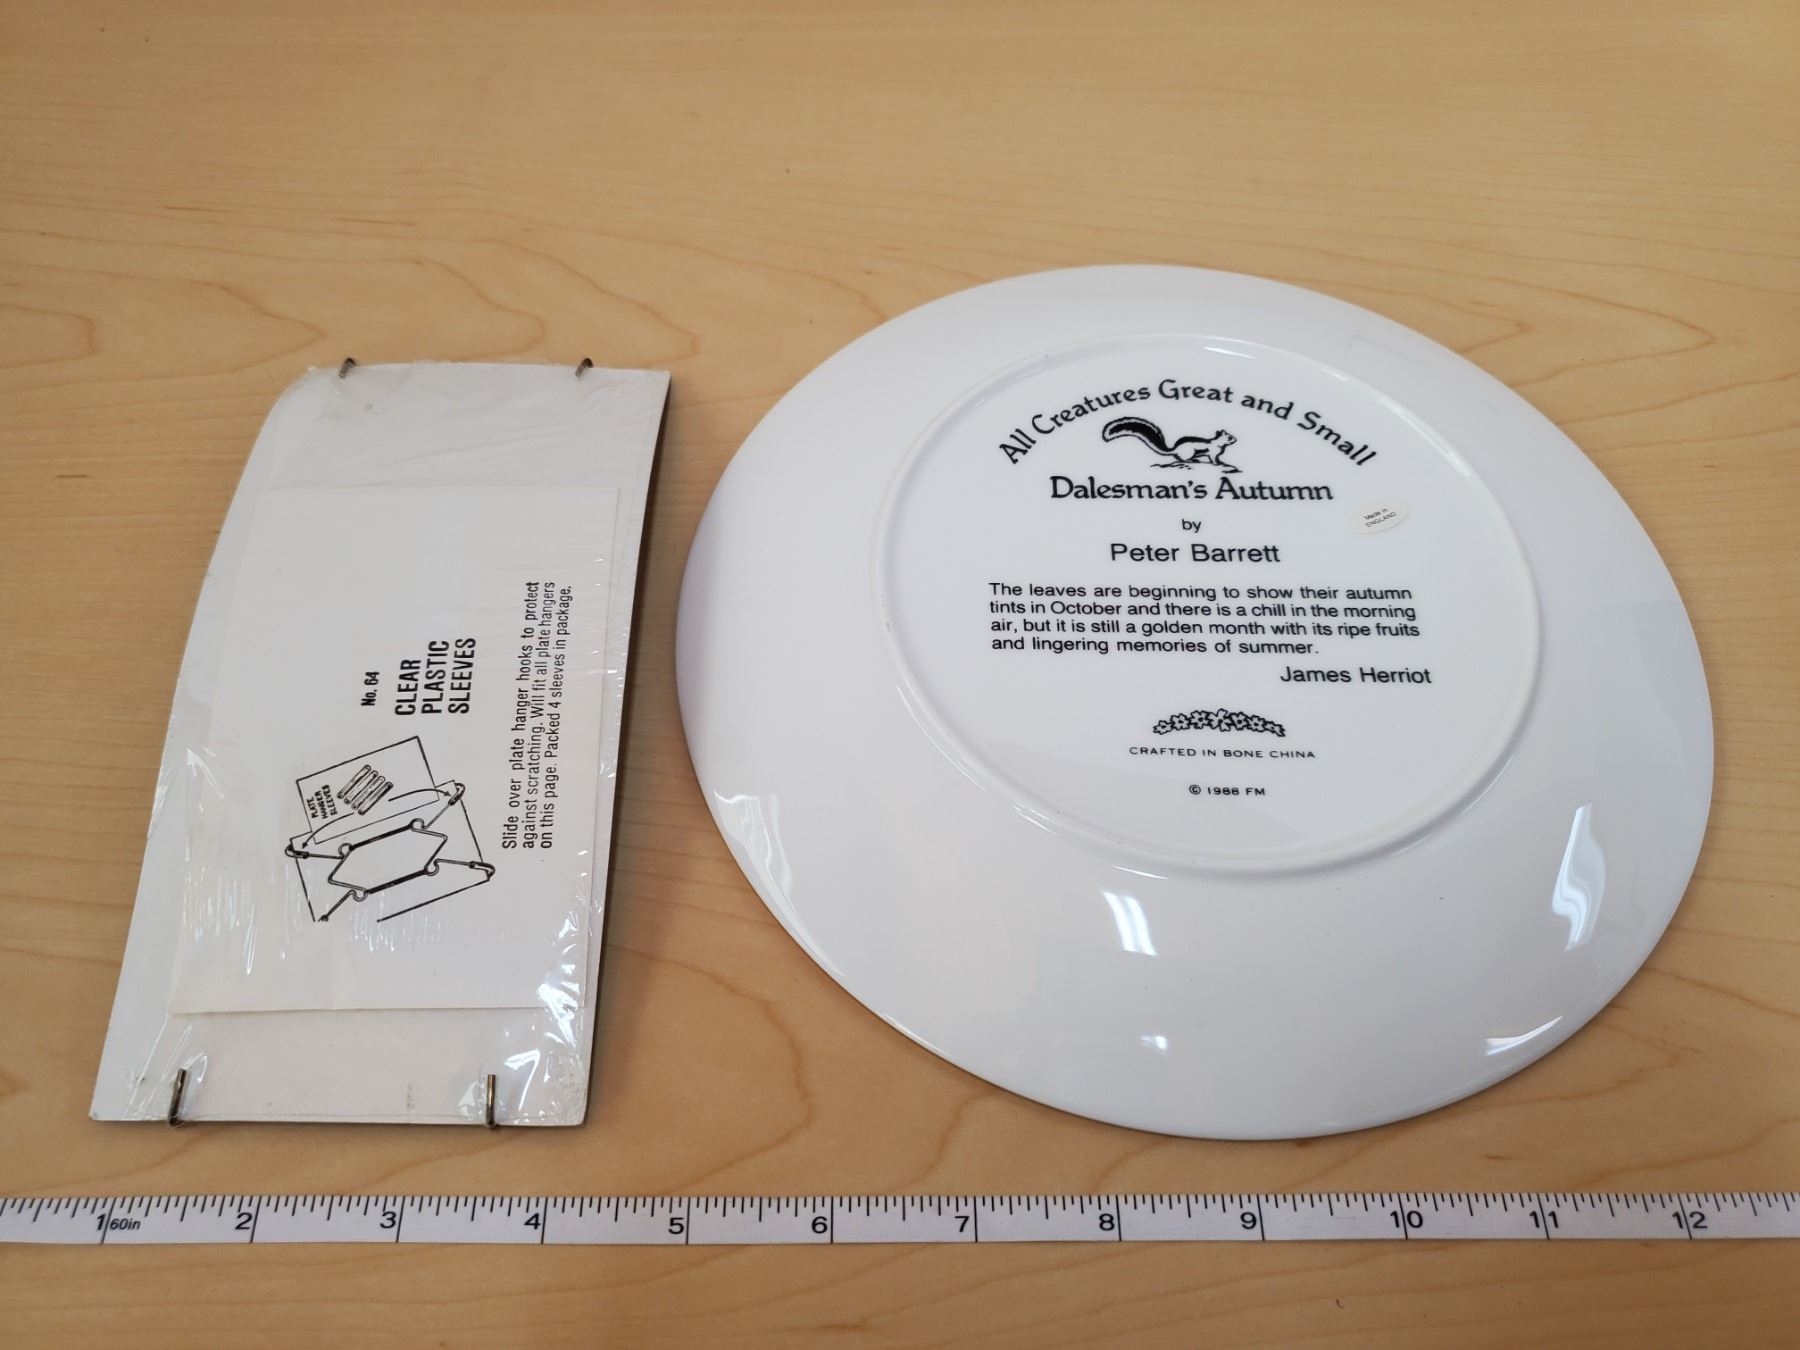 No. 64
CLEAR
PLASTIC
SLEEVES
Slide over plate hanger hooks to protect
against scratching. Will fit all plate hangers
on this page. Packed 4 sleeves in package.
PLATE
HANGER
SLEEVES
All Creatures Great and Small
Dalesman's Autumn
by
Peter Barrett
Made in
ENGLAND
The leaves are beginning to show their autumn
tints in October and there is a chill in the morning
air, but it is still a golden month with its ripe fruits
and lingering memories of summer.
James Herriot
CRAFTED IN BONE CHINA
© 1988 FM
1 60in 2 3 4 5 6 7 8 9 10 11 12